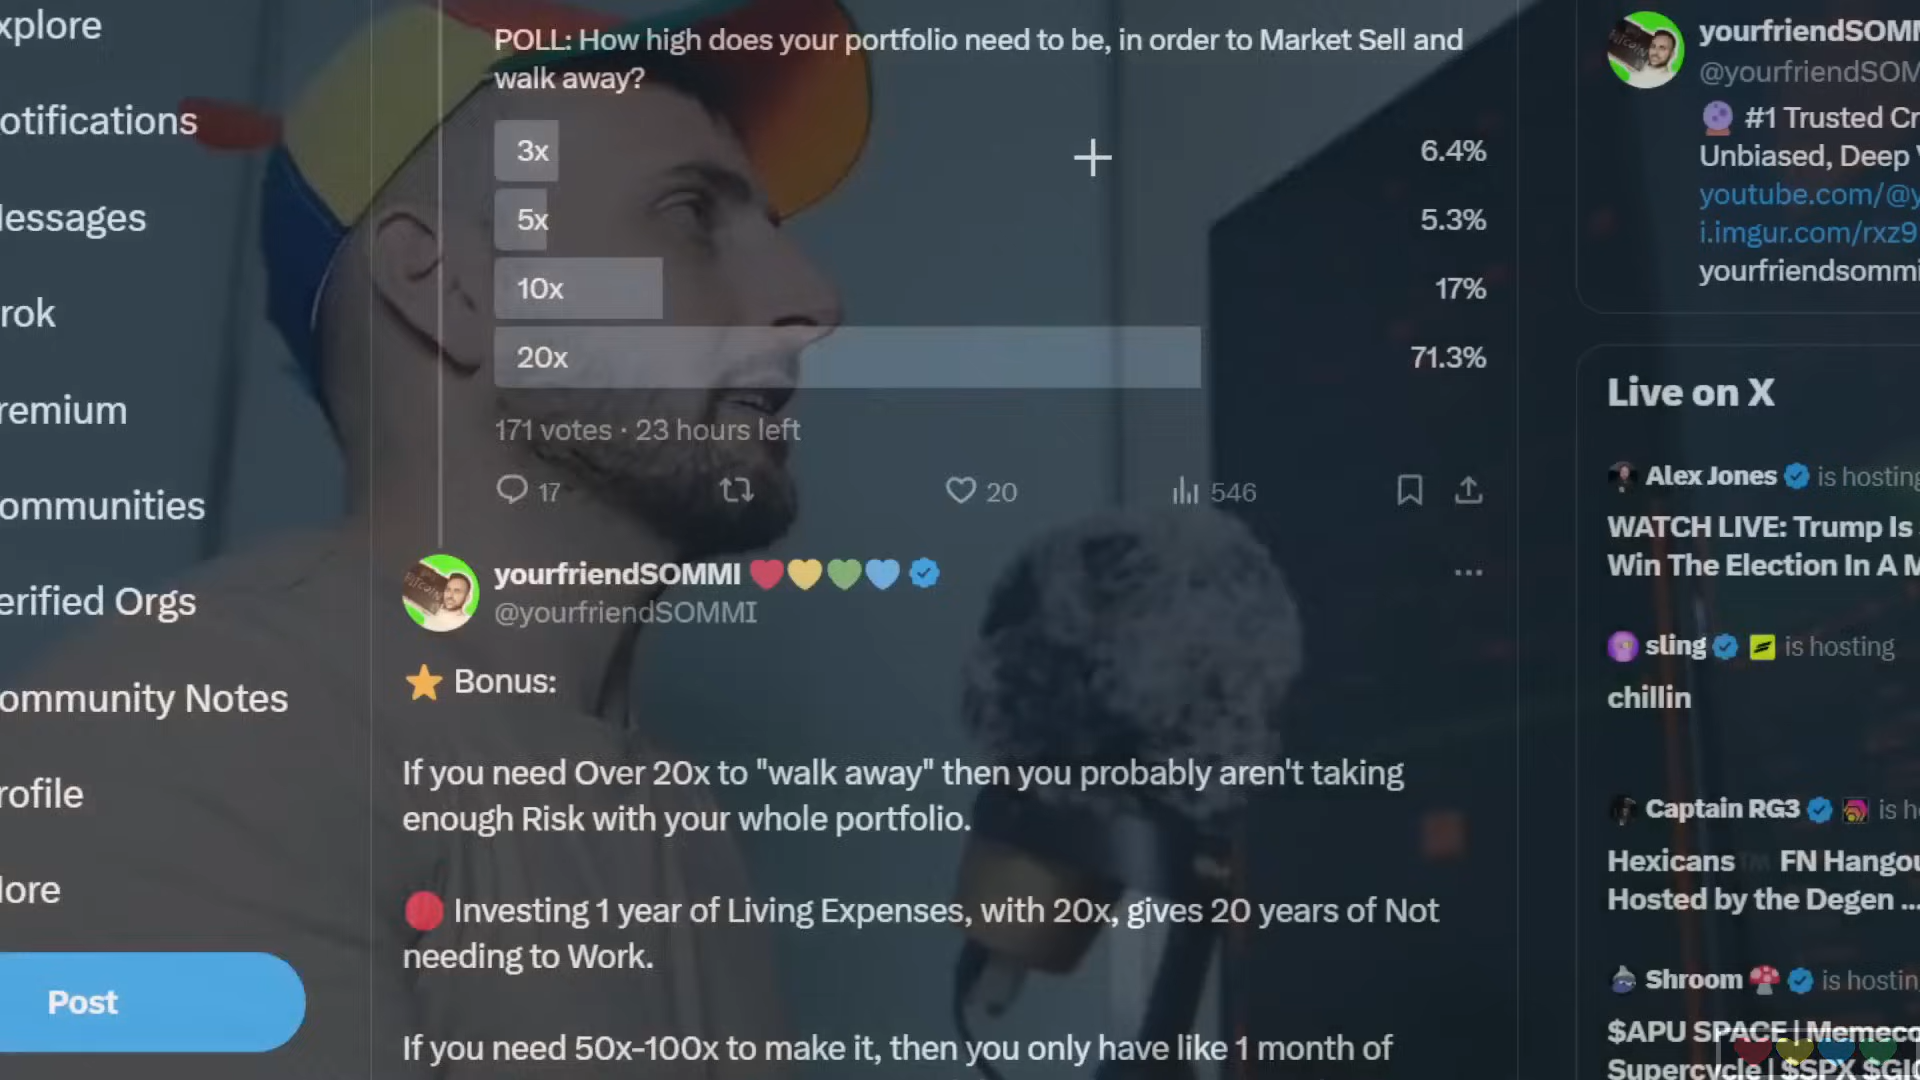 xplore
otifications
essages
rok
remium
ommunities
erified Orgs
ommunity Notes
rofile
ore
Post
POLL: How high does your portfolio need to be, in order to Market Sell and
walk away?
3x 6.4%
5x 5.3%
10x 17%
20x 71.3%
171 votes · 23 hours left
17 20 546
yourfriendSOMMI
@yourfriendSOMMI
Bonus:
If you need Over 20x to "walk away" then you probably aren't taking
enough Risk with your whole portfolio.
Investing 1 year of Living Expenses, with 20x, gives 20 years of Not
needing to Work.
If you need 50x-100x to make it, then you only have like 1 month of
yourfriendSOM
@yourfriendSOM
#1 Trusted Cr
Unbiased, Deep
youtube.com/@y
i.imgur.com/rxz9
yourfriendsommi
Live on X
Alex Jones is hosting
WATCH LIVE: Trump Is
Win The Election In A M
sling is hosting
chillin
Captain RG3 is h
Hexicans FN Hangou
Hosted by the Degen ...
Shroom is hostin
$APU SPACE | Memeco
Supercycle | $SPX $GI